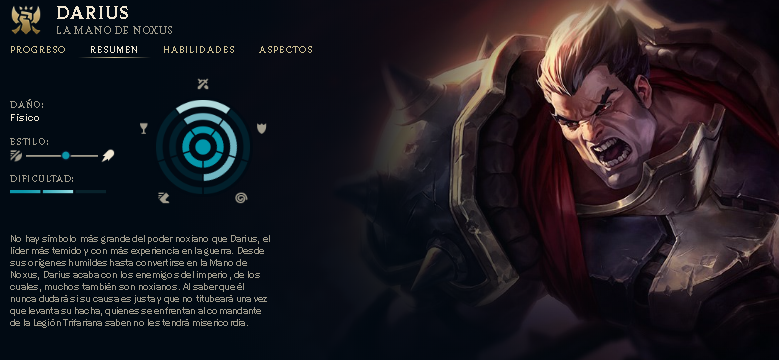 DARIUS
LA MANO DE NOXUS
PROGRESO RESUMEN HABILIDADES ASPECTOS
DAÑO:
Físico
ESTILO:
DIFICULTAD:
No hay símbolo más grande del poder noxiano que Darius, el
líder más temido y con más experiencia en la guerra. Desde
sus orígenes humildes hasta convertirse en la Mano de
Noxus, Darius acaba con los enemigos del imperio, de los
cuales, muchos también son noxianos. Al saber que él
nunca dudará si su causa es justa y que no titubeará una vez
que levanta su hacha, quienes se enfrentan al comandante
de la Legión Trifariana saben no les tendrá misericordia.